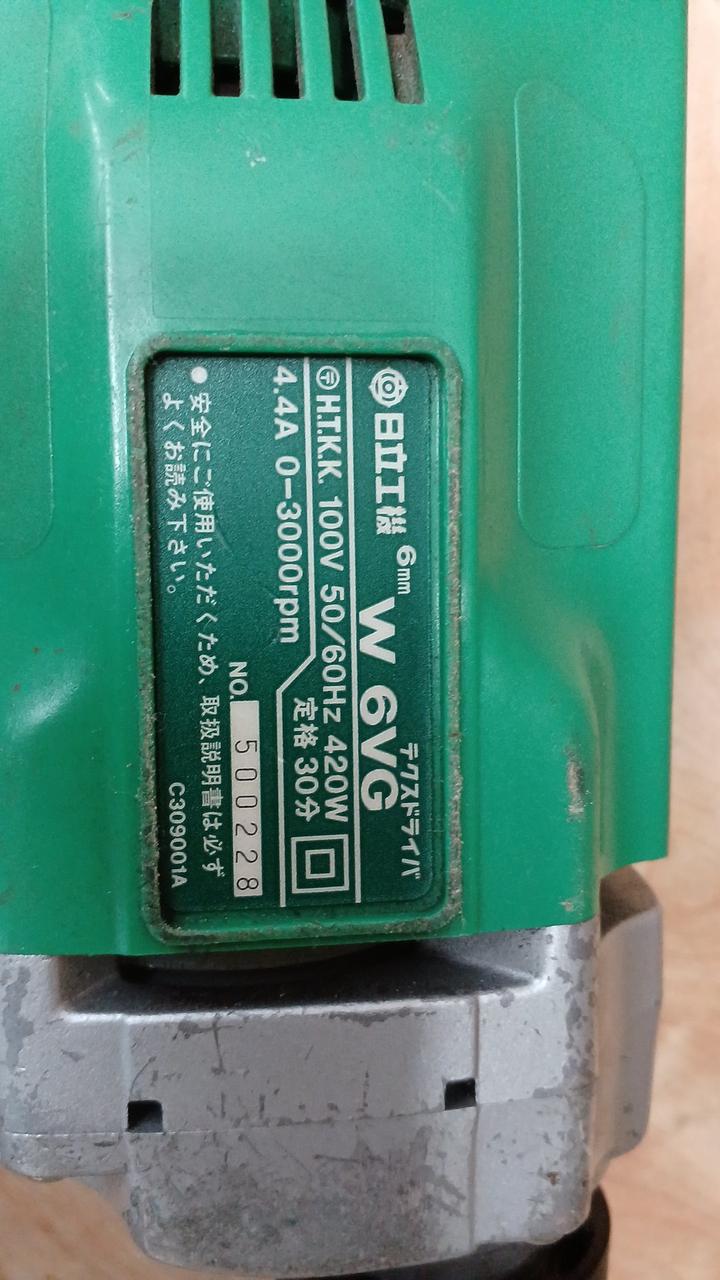 日立工機 6mm W 6VG テクスドライバ
〒 H.T.K.K. 100V 50/60Hz 420W
4.4A 0-3000rpm 定格 30分
NO. 500228
●安全にご使用いただくため、取扱説明書は必ず
よくお読み下さい。 C309001A